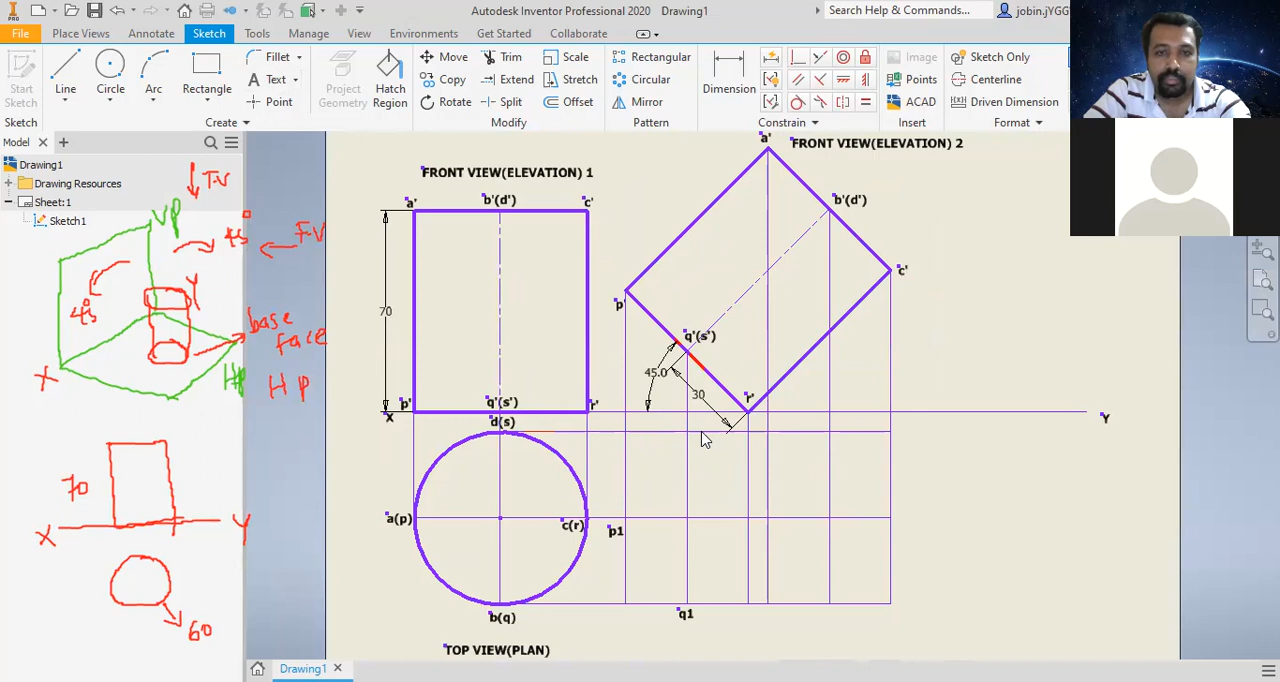 Autodesk Inventor Professional 2020 Drawing1
Search Help & Commands...
jobin.jYGG
PRO
File Place Views Annotate Sketch Tools Manage View Environments Get Started Collaborate
Start Sketch
Line
Circle
Arc
Rectangle
Fillet
Text
Point
Project Geometry
Hatch Region
Move Trim Scale
Copy Extend Stretch
Rotate Split Offset
Rectangular
Circular
Mirror
Dimension
Image
Points
ACAD
Sketch Only
Centerline
Driven Dimension
Sketch Create Modify Pattern Constrain Insert Format
Model
Drawing1
Drawing Resources
Sheet:1
Sketch1
T.V
VP
45°
F.V
Y
45°
base
face
X
HP
H P
70
X Y
60
FRONT VIEW(ELEVATION) 1
a' b'(d') c'
70
p' q'(s') r'
X
d(s)
a(p) c(r)
b(q)
TOP VIEW(PLAN)
a'
FRONT VIEW(ELEVATION) 2
b'(d')
c'
p'
q'(s')
45.0
30
r'
Y
p1
q1
Drawing1